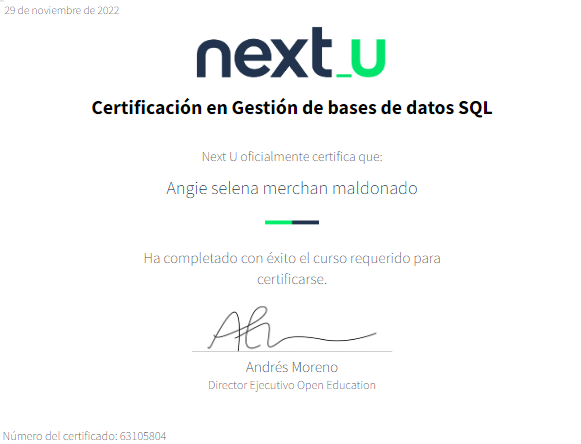 29 de noviembre de 2022
next_u
Certificación en Gestión de bases de datos SQL
Next U oficialmente certifica que:
Angie selena merchan maldonado
Ha completado con éxito el curso requerido para
certificarse.
Andrés Moreno
Director Ejecutivo Open Education
Número del certificado: 63105804